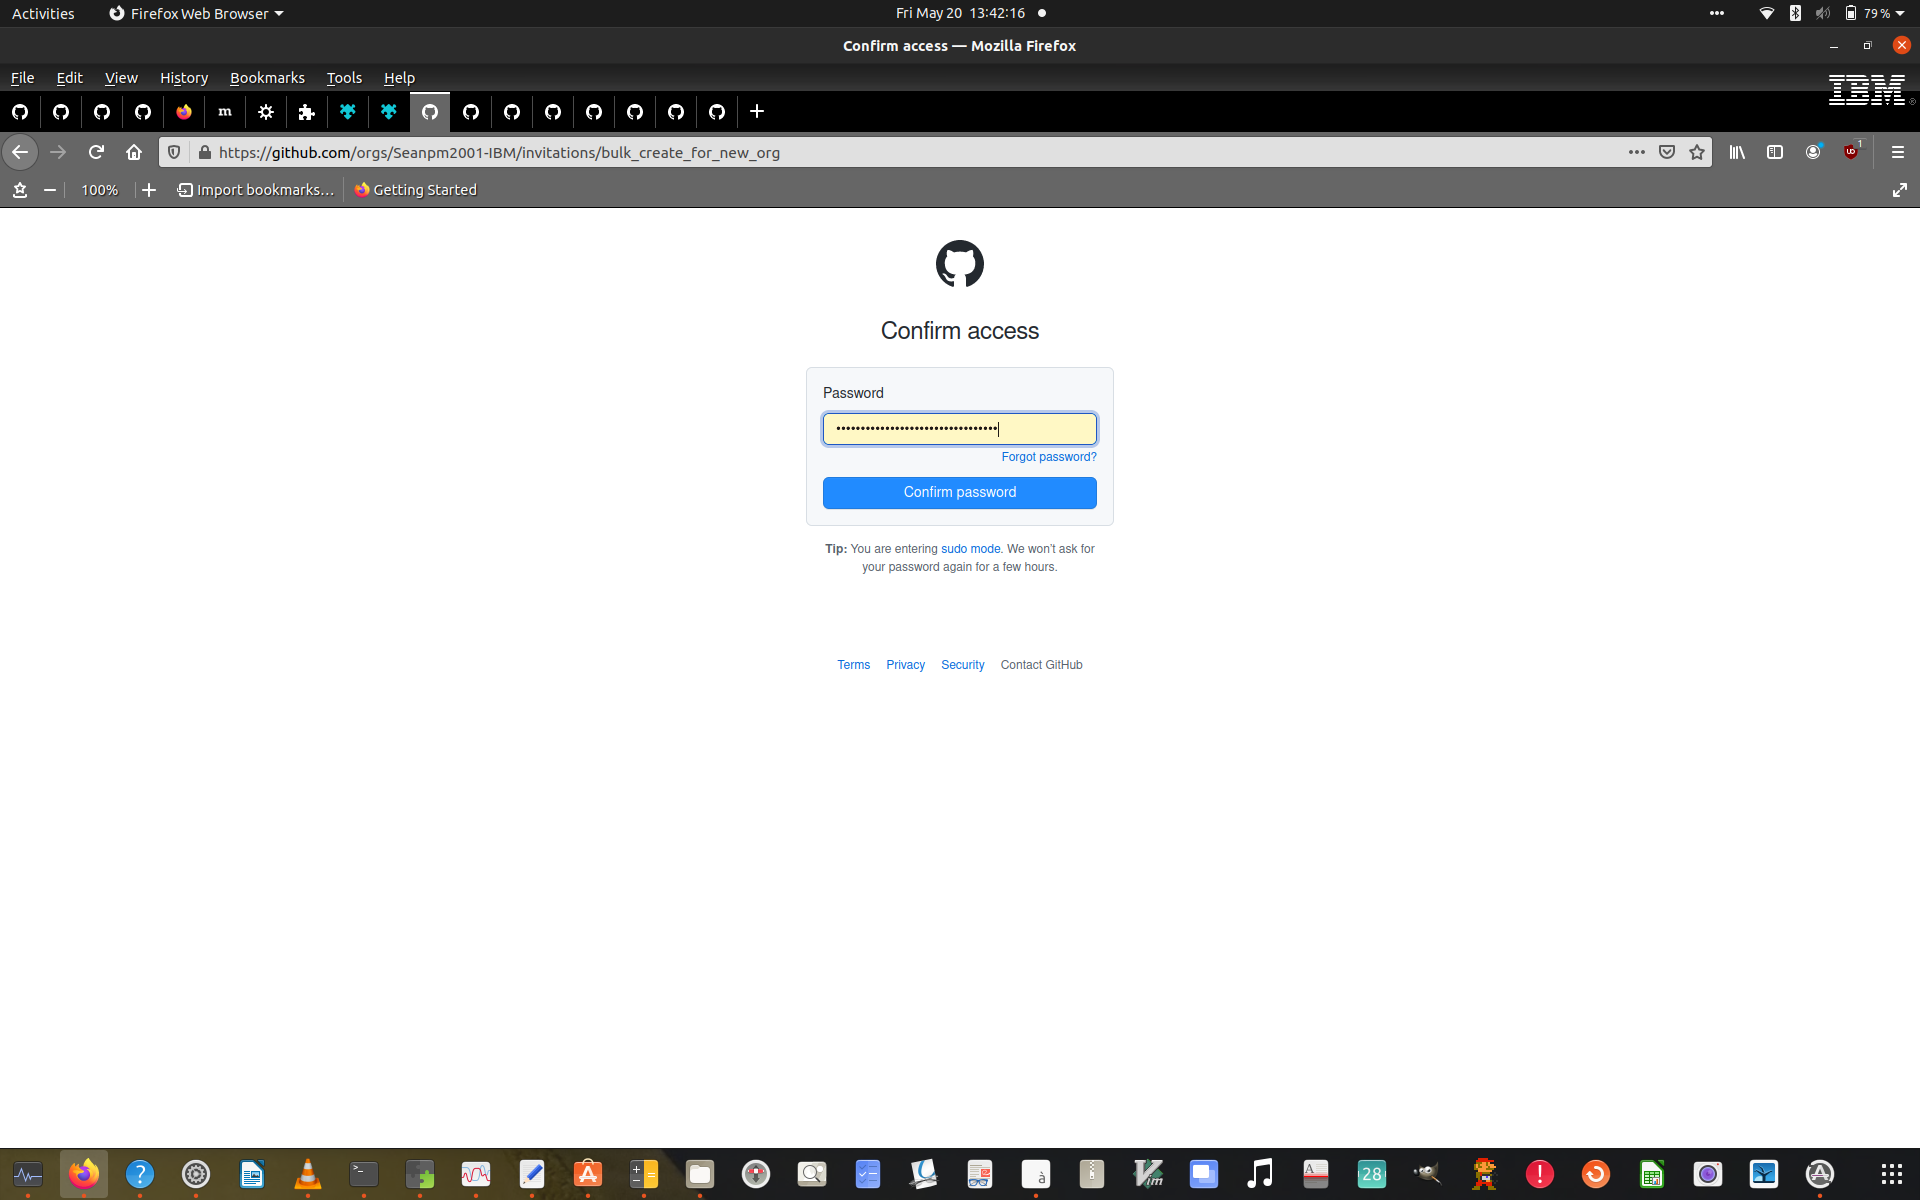 Activities
Firefox Web Browser
Fri May 20 13:42:16
79 %
Confirm access — Mozilla Firefox
File Edit View History Bookmarks Tools Help
IBM
m
https://github.com/orgs/Seanpm2001-IBM/invitations/bulk_create_for_new_org
1
100%
Import bookmarks...
Getting Started
Confirm access
Password
Forgot password?
Confirm password
Tip: You are entering sudo mode. We won't ask for
your password again for a few hours.
Terms Privacy Security Contact GitHub
28